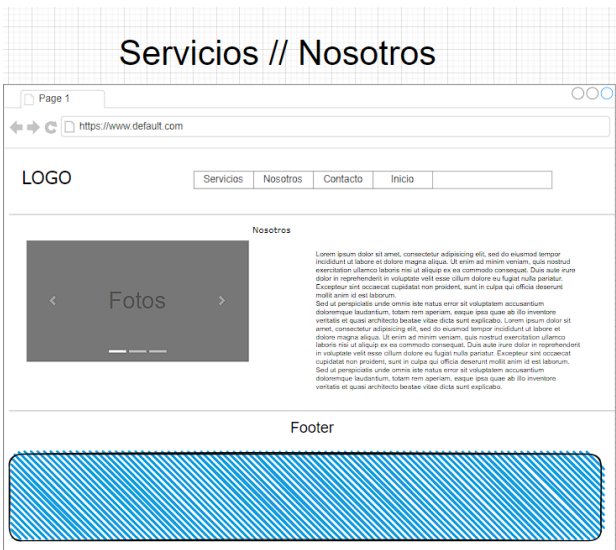 Servicios // Nosotros
Page 1
https://www.default.com
LOGO
Servicios Nosotros Contacto Inicio
Nosotros
Fotos
Lorem ipsum dolor sit amet, consectetur adipisicing elit, sed do eiusmod tempor
incididunt ut labore et dolore magna aliqua. Ut enim ad minim veniam, quis nostrud
exercitation ullamco laboris nisi ut aliquip ex ea commodo consequat. Duis aute irure
dolor in reprehenderit in voluptate velit esse cillum dolore eu fugiat nulla pariatur.
Excepteur sint occaecat cupidatat non proident, sunt in culpa qui officia deserunt
mollit anim id est laborum.
Sed ut perspiciatis unde omnis iste natus error sit voluptatem accusantium
doloremque laudantium, totam rem aperiam, eaque ipsa quae ab illo inventore
veritatis et quasi architecto beatae vitae dicta sunt explicabo. Lorem ipsum dolor sit
amet, consectetur adipisicing elit, sed do eiusmod tempor incididunt ut labore et
dolore magna aliqua. Ut enim ad minim veniam, quis nostrud exercitation ullamco
laboris nisi ut aliquip ex ea commodo consequat. Duis aute irure dolor in reprehenderit
in voluptate velit esse cillum dolore eu fugiat nulla pariatur. Excepteur sint occaecat
cupidatat non proident, sunt in culpa qui officia deserunt mollit anim id est laborum.
Sed ut perspiciatis unde omnis iste natus error sit voluptatem accusantium
doloremque laudantium, totam rem aperiam, eaque ipsa quae ab illo inventore
veritatis et quasi architecto beatae vitae dicta sunt explicabo.
Footer